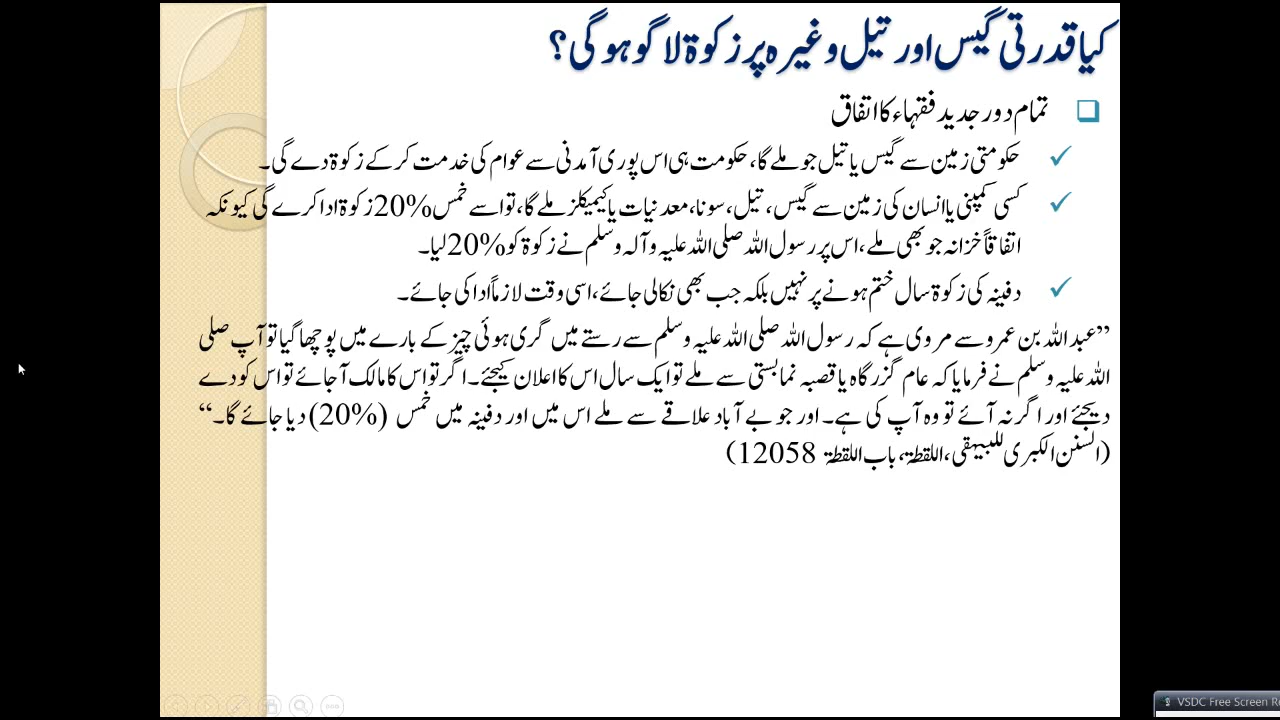 کیا قدرتی گیس اور تیل وغیرہ پر زکوۃ لاگو ہو گی؟
تمام دور جدید فقہاء کا اتفاق
حکومتی زمین سے گیس یا تیل جو ملے گا، حکومت ہی اس پوری آمدنی سے عوام کی خدمت کر کے زکوۃ دے گی۔
کسی کمپنی یا انسان کی زمین سے گیس، تیل، سونا، معدنیات یا کیمیکلز ملے گا، تو اسے خمس %20 زکوۃ ادا کرے گی کیونکہ
اتفاقاً خزانہ جو بھی ملے، اس پر رسول اللہ صلی اللہ علیہ وآلہ وسلم نے زکوۃ کو %20 لیا۔
دفینہ کی زکوۃ سال ختم ہونے پر نہیں بلکہ جب بھی نکالی جائے، اسی وقت لازماً ادا کی جائے۔
”عبد اللہ بن عمرو سے مروی ہے کہ رسول اللہ صلی اللہ علیہ وسلم سے رستے میں گری ہوئی چیز کے بارے میں پوچھا گیا تو آپ صلی
اللہ علیہ وسلم نے فرمایا کہ عام گزرگاہ یا قصبہ نما بستی سے ملے تو ایک سال اس کا اعلان کیجئے۔ اگر تو اس کا مالک آ جائے تو اس کو دے
دیجئے اور اگر نہ آئے تو وہ آپ کی ہے۔ اور جو بے آباد علاقے سے ملے اس میں اور دفینہ میں خمس (%20) دیا جائے گا۔“
(السنن الکبری للبیہقی، اللقطۃ، باب اللقطۃ 12058)
VSDC Free Screen R